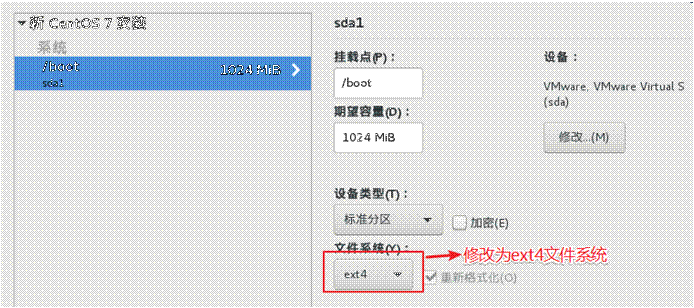 新 CentOS 7 安装
系统
/boot
1024 MiB
sda1
sda1
挂载点(P)：
/boot
期望容量(D)：
1024 MiB
设备：
VMware, VMware Virtual S
(sda)
修改...(M)
设备类型(T)：
标准分区
加密(E)
文件系统(Y)：
ext4
重新格式化(O)
修改为ext4文件系统